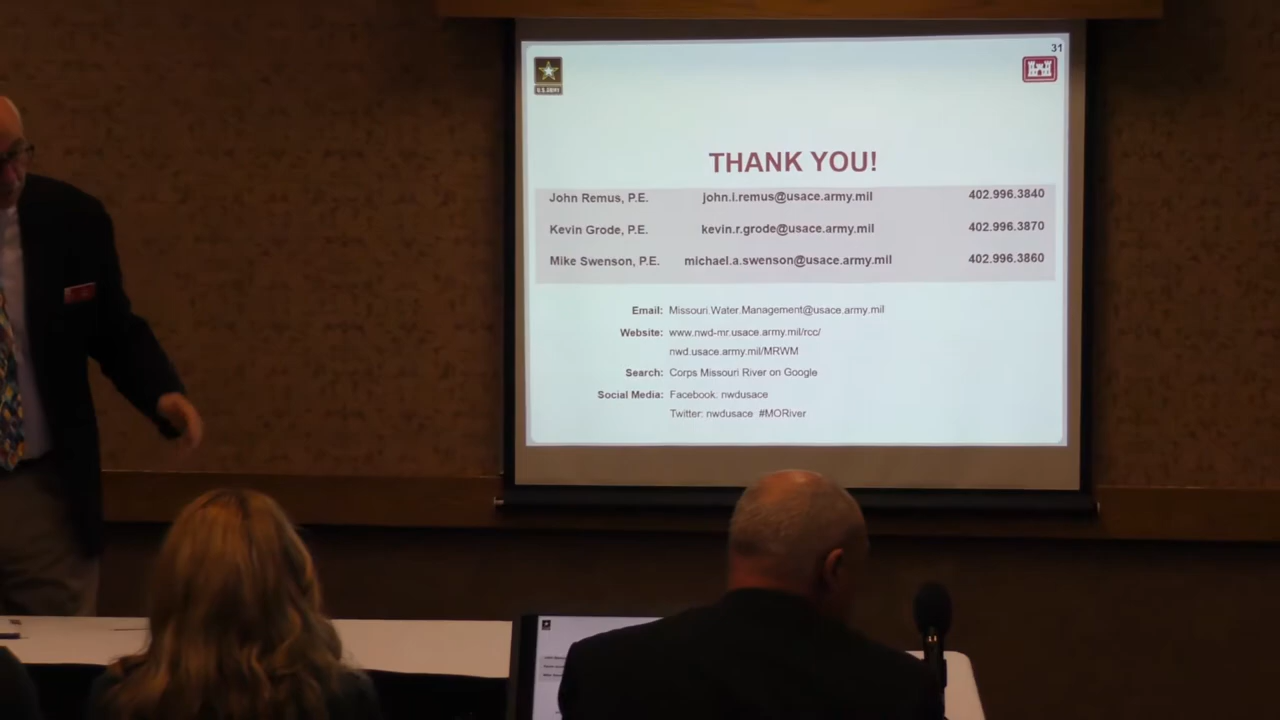 31
U.S. ARMY
THANK YOU!
John Remus, P.E. john.i.remus@usace.army.mil 402.996.3840
Kevin Grode, P.E. kevin.r.grode@usace.army.mil 402.996.3870
Mike Swenson, P.E. michael.a.swenson@usace.army.mil 402.996.3860
Email: Missouri.Water.Management@usace.army.mil
Website: www.nwd-mr.usace.army.mil/rcc/
nwd.usace.army.mil/MRWM
Search: Corps Missouri River on Google
Social Media: Facebook: nwdusace
Twitter: nwdusace #MORiver